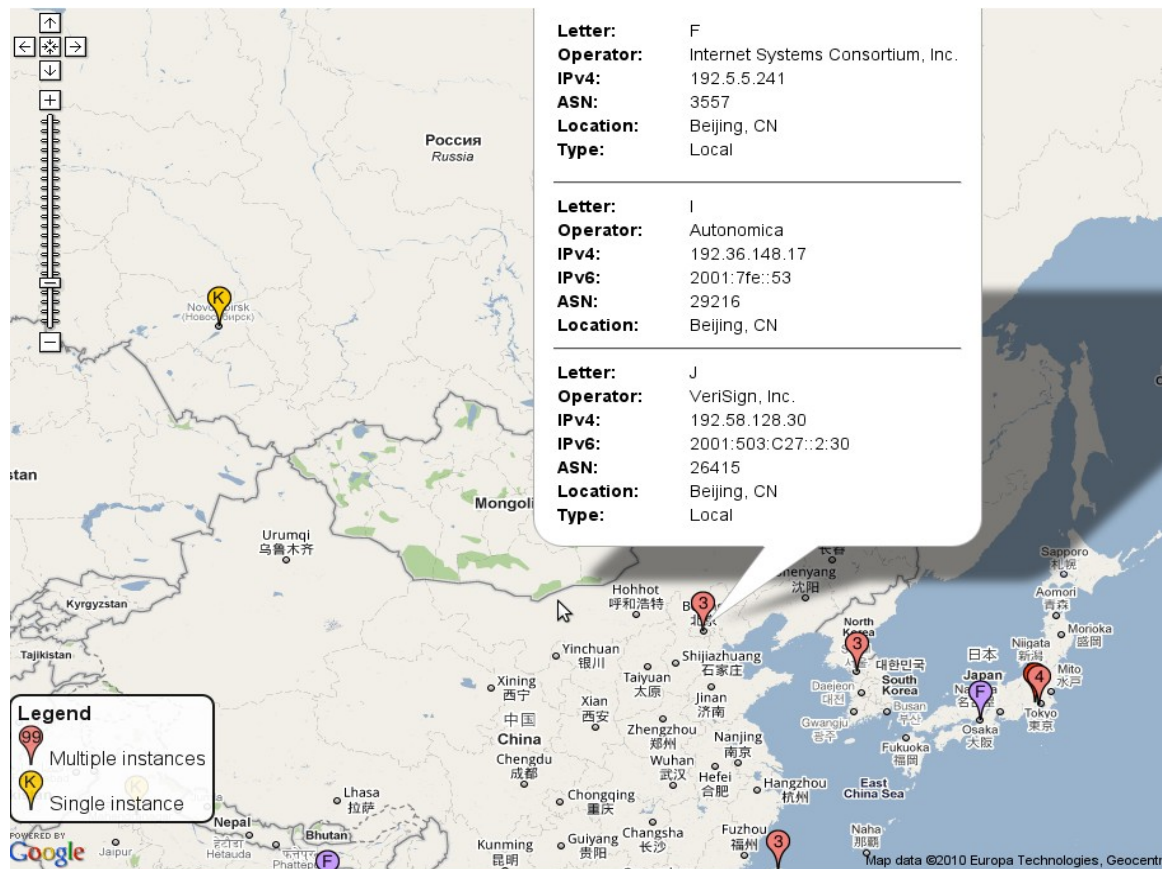 Letter: F
Operator: Internet Systems Consortium, Inc.
IPv4: 192.5.5.241
ASN: 3557
Location: Beijing, CN
Type: Local
Letter: I
Operator: Autonomica
IPv4: 192.36.148.17
IPv6: 2001:7fe::53
ASN: 29216
Location: Beijing, CN
Letter: J
Operator: VeriSign, Inc.
IPv4: 192.58.128.30
IPv6: 2001:503:C27::2:30
ASN: 26415
Location: Beijing, CN
Type: Local
Россия
Russia
K
stan
Mongoli
Urumqi
乌鲁木齐
Kyrgyzstan
Tajikistan
Hohhot
呼和浩特
3
北京
沈阳
Sapporo
札幌
Aomori
青森
Morioka
盛岡
Niigata
新潟
Mito
水戸
North
3
대한민국
South
Korea
Daejeon
대전
Gwangju
광주
Busan
부산
日本
Japan
F
4
Tokyo
東京
Osaka
大阪
Fukuoka
福岡
Yinchuan
银川
Shijiazhuang
石家庄
Taiyuan
太原
Xining
西宁
Xian
西安
Jinan
济南
中国
China
Zhengzhou
郑州
Nanjing
南京
Chengdu
成都
Wuhan
武汉
Hefei
合肥
Hangzhou
杭州
East
China Sea
Lhasa
拉萨
Chongqing
重庆
Nepal
Bhutan
Hetauda
F
Jaipur
Kunming
昆明
Guiyang
贵阳
Changsha
长沙
Fuzhou
福州
3
Naha
那覇
Legend
99 Multiple instances
K Single instance
POWERED BY
Google
Map data ©2010 Europa Technologies, Geocentr